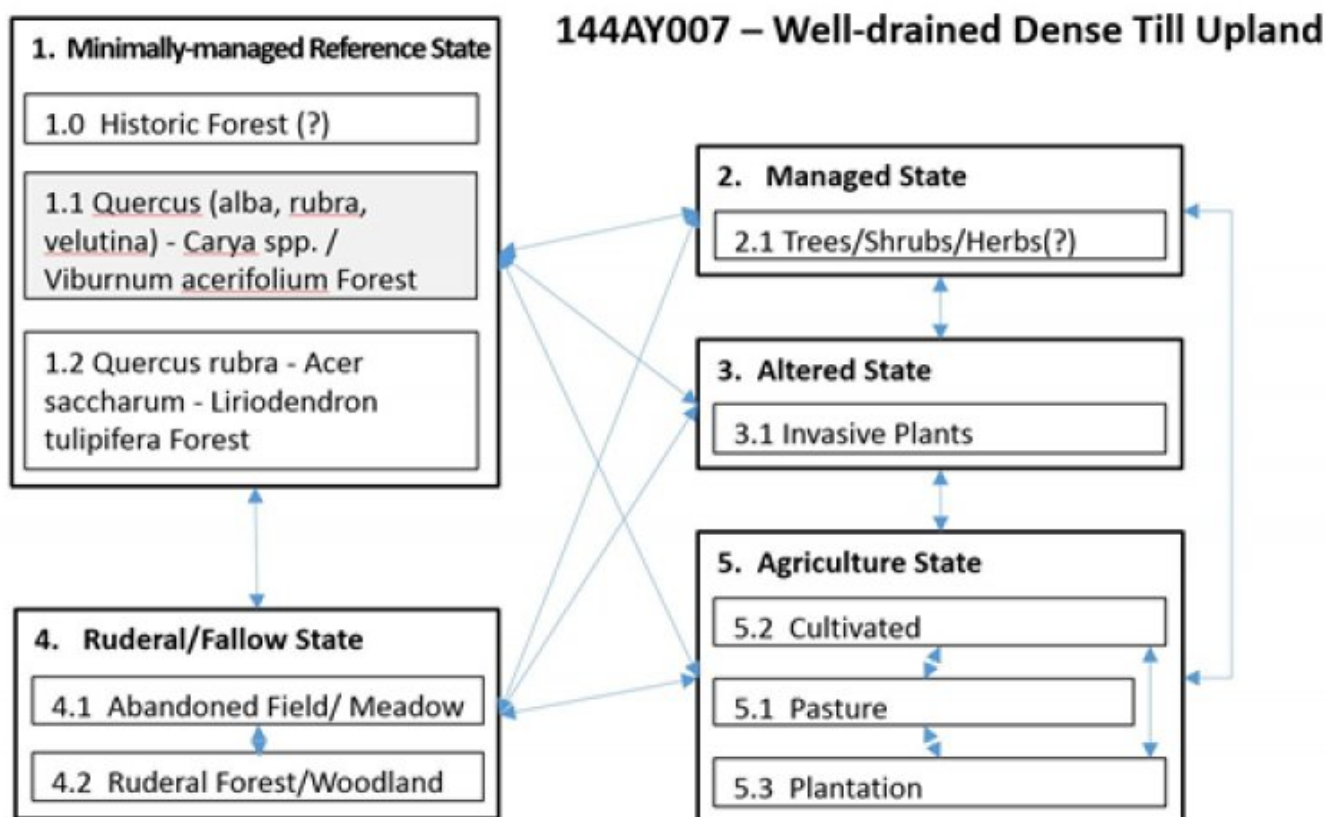 144AY007 – Well-drained Dense Till Upland
1. Minimally-managed Reference State
1.0 Historic Forest (?)
1.1 Quercus (alba, rubra,
velutina) - Carya spp. /
Viburnum acerifolium Forest
1.2 Quercus rubra - Acer
saccharum - Liriodendron
tulipifera Forest
2. Managed State
2.1 Trees/Shrubs/Herbs(?)
3. Altered State
3.1 Invasive Plants
4. Ruderal/Fallow State
4.1 Abandoned Field/ Meadow
4.2 Ruderal Forest/Woodland
5. Agriculture State
5.2 Cultivated
5.1 Pasture
5.3 Plantation